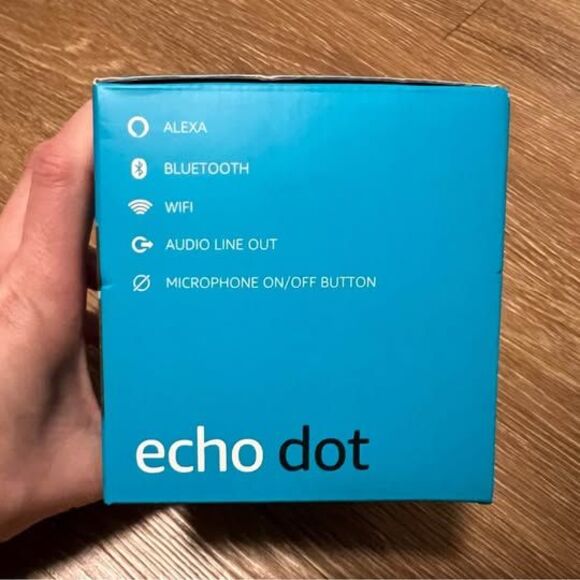 ALEXA
BLUETOOTH
WIFI
AUDIO LINE OUT
MICROPHONE ON/OFF BUTTON
echo dot